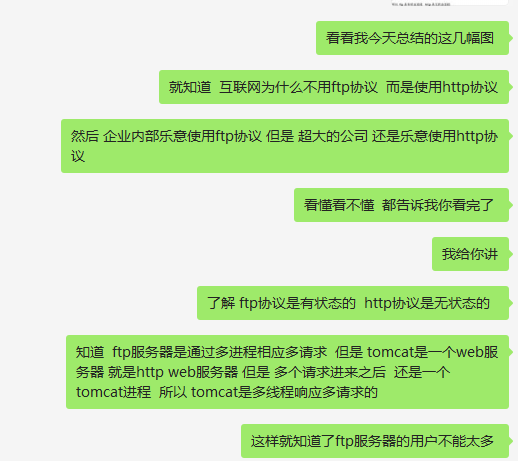 看看我今天总结的这几幅图
就知道 互联网为什么不用ftp协议 而是使用http协议
然后 企业内部乐意使用ftp协议 但是 超大的公司 还是乐意使用http协
议
看懂看不懂 都告诉我你看完了
我给你讲
了解 ftp协议是有状态的 http协议是无状态的
知道 ftp服务器是通过多进程相应多请求 但是 tomcat是一个web服
务器 就是http web服务器 但是 多个请求进来之后 还是一个
tomcat进程 所以 tomcat是多线程响应多请求的
这样就知道了ftp服务器的用户不能太多